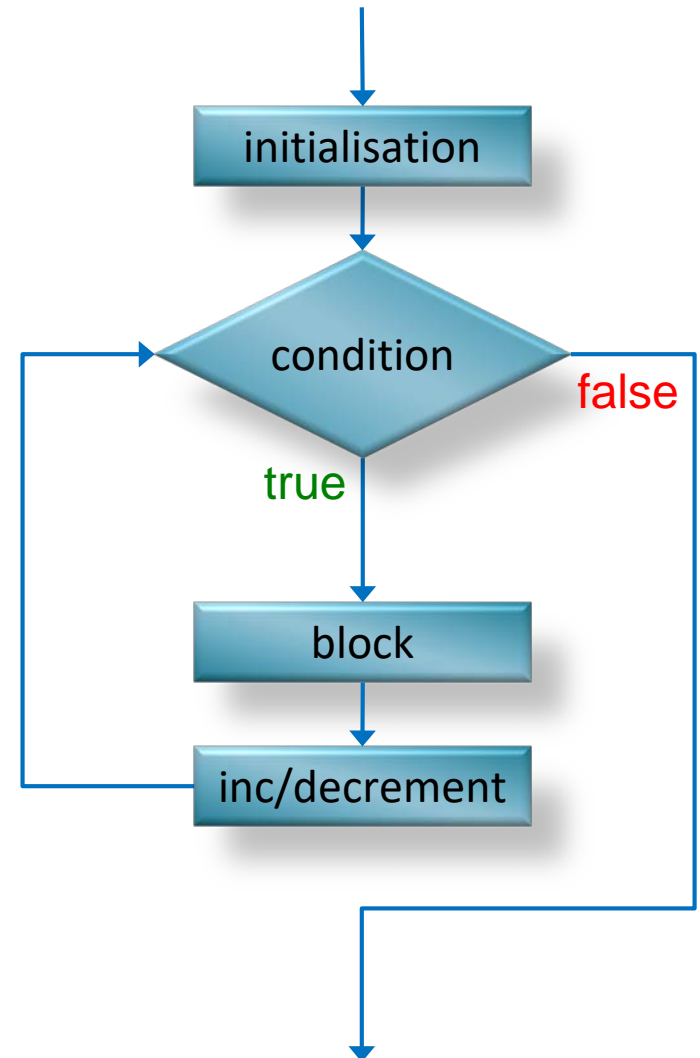 initialisation
condition
false
true
block
inc/decrement